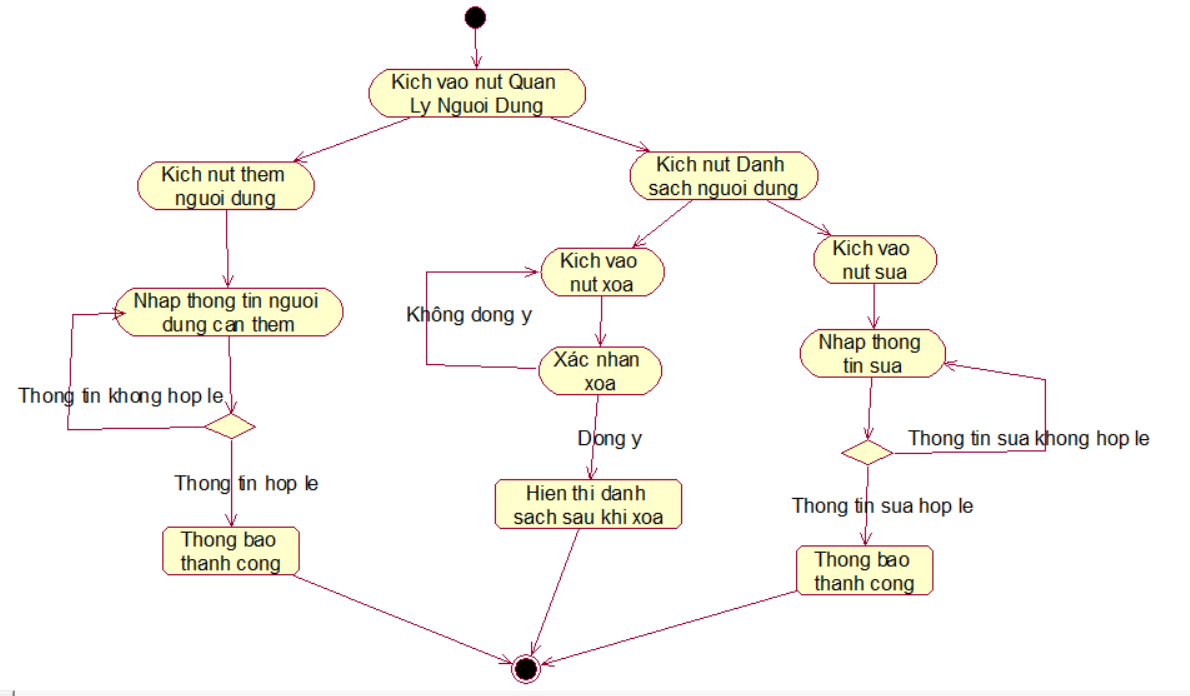 Kich vao nut Quan
Ly Nguoi Dung
Kich nut them
nguoi dung
Kich nut Danh
sach nguoi dung
Kich vao
nut xoa
Kich vao
nut sua
Nhap thong tin nguoi
dung can them
Không dong y
Xác nhan
xoa
Nhap thong
tin sua
Thong tin khong hop le
Dong y
Thong tin sua khong hop le
Thong tin hop le
Hien thi danh
sach sau khi xoa
Thong tin sua hop le
Thong bao
thanh cong
Thong bao
thanh cong